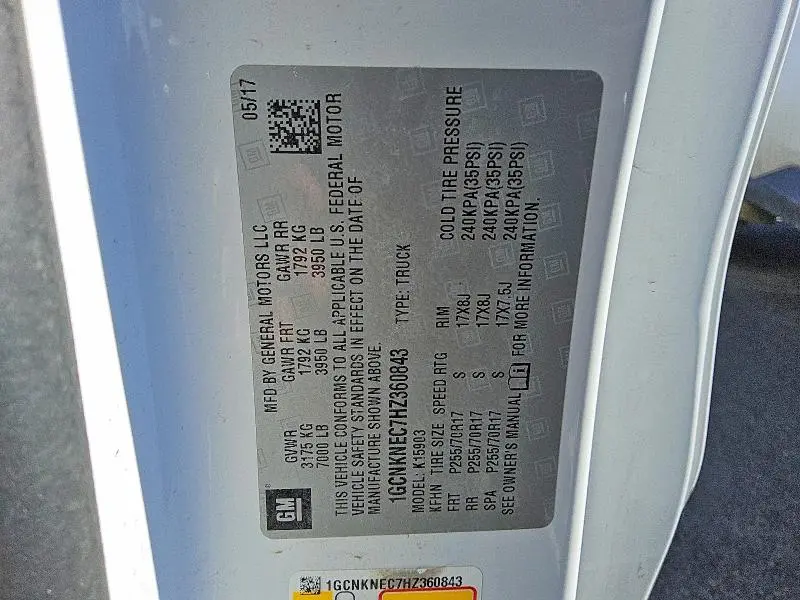 05/17
GM
MFD BY GENERAL MOTORS LLC
GVWR GAWR FRT GAWR RR
3175 KG 1792 KG 1792 KG
7000 LB 3950 LB 3950 LB
THIS VEHICLE CONFORMS TO ALL APPLICABLE U.S. FEDERAL MOTOR
VEHICLE SAFETY STANDARDS IN EFFECT ON THE DATE OF
MANUFACTURE SHOWN ABOVE.
1GCNKNEC7HZ360843 TYPE: TRUCK
MODEL: K15903
KFHN TIRE SIZE SPEED RTG RIM COLD TIRE PRESSURE
FRT P255/70R17 S 17X8J 240KPA(35PSI)
RR P255/70R17 S 17X8J 240KPA(35PSI)
SPA P255/70R17 S 17X7.5J 240KPA(35PSI)
SEE OWNER'S MANUAL FOR MORE INFORMATION.
1GCNKNEC7HZ360843